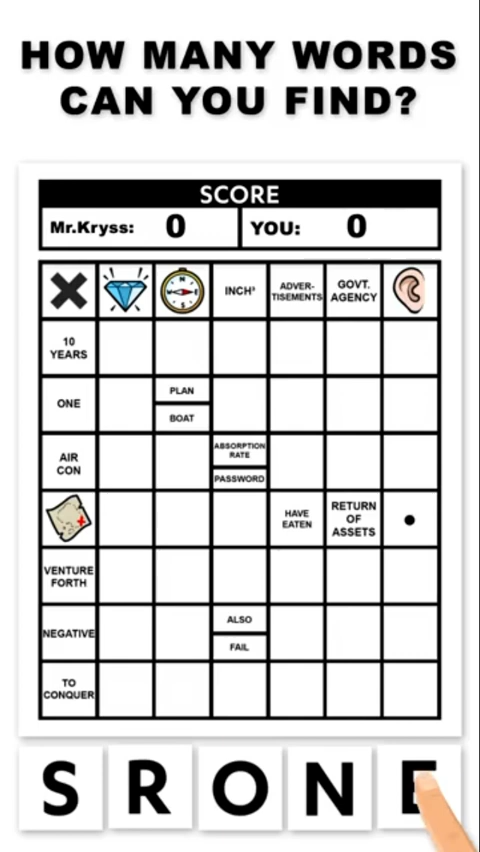 HOW MANY WORDS
CAN YOU FIND?
SCORE
Mr.Kryss: 0 YOU: 0
INCH³
ADVER-
TISEMENTS
GOVT.
AGENCY
10
YEARS
ONE
PLAN
BOAT
AIR
CON
ABSORPTION
RATE
PASSWORD
HAVE
EATEN
RETURN
OF
ASSETS
VENTURE
FORTH
NEGATIVE
ALSO
FAIL
TO
CONQUER
S R O N E